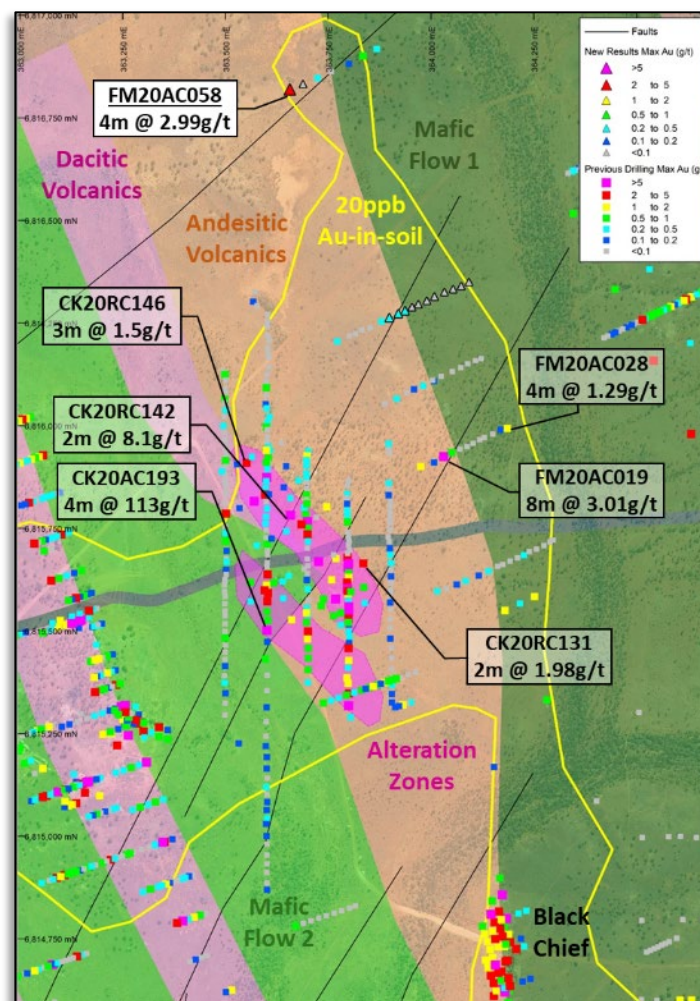 6,817,000 mN
363,000 mE
363,250 mE
363,500 mE
363,750 mE
364,000 mE
364,250 mE
Faults
New Results Max Au (g/t)
>5
2 to 5
1 to 2
0.5 to 1
0.2 to 0.5
0.1 to 0.2
<0.1
Previous Drilling Max Au (g
>5
2 to 5
1 to 2
0.5 to 1
0.2 to 0.5
0.1 to 0.2
<0.1
FM20AC058
4m @ 2.99g/t
6,816,750 mN
Mafic
Flow 1
Dacitic
Volcanics
Andesitic
Volcanics
6,816,500 mN
20ppb
Au-in-soil
CK20RC146
3m @ 1.5g/t
FM20AC028
4m @ 1.29g/t
CK20RC142
2m @ 8.1g/t
6,816,000 mN
CK20AC193
4m @ 113g/t
FM20AC019
8m @ 3.01g/t
6,815,750 mN
6,815,500 mN
CK20RC131
2m @ 1.98g/t
6,815,250 mN
Alteration
Zones
6,815,000 mN
Mafic
Flow 2
Black
Chief
6,814,750 mN